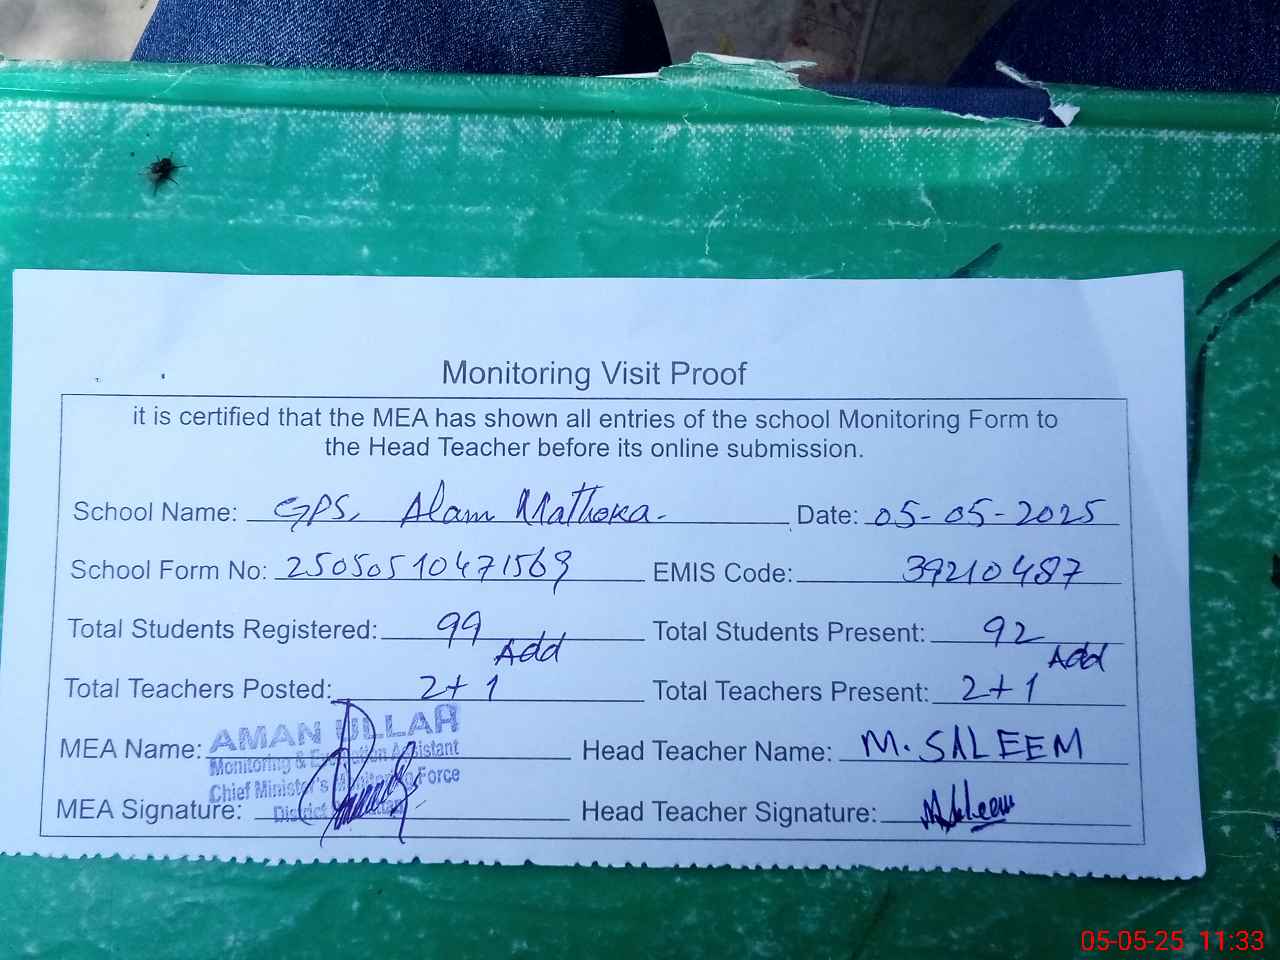 Monitoring Visit Proof
it is certified that the MEA has shown all entries of the school Monitoring Form to
the Head Teacher before its online submission.
School Name: GPS, Alam Mathoka. Date: 05-05-2025
School Form No: 25050510471569 EMIS Code: 39210487
Total Students Registered: 99 Total Students Present: 92
Add Add
Total Teachers Posted: 2+1 Total Teachers Present: 2+1
AMAN ULLAH
MEA Name: Head Teacher Name: M. SALEEM
Monitoring & Evaluation Assistant
Chief Minister's Monitoring Force
MEA Signature: Head Teacher Signature: M. Saleem
District
05-05-25 11:33